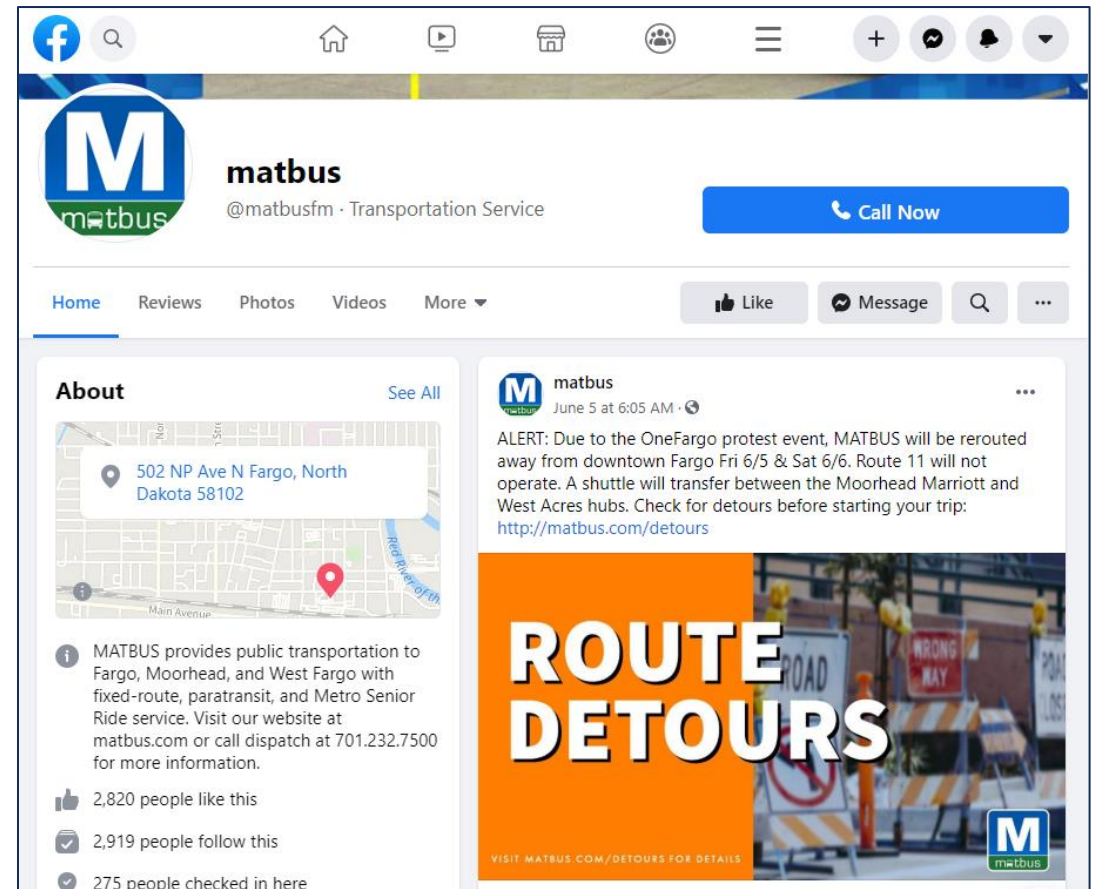 M
matbus
matbus
@matbusfm · Transportation Service
Call Now
Home
Reviews
Photos
Videos
More
Like
Message
About
See All
502 NP Ave N Fargo, North
Dakota 58102
Red River of th
Main Avenue
MATBUS provides public transportation to
Fargo, Moorhead, and West Fargo with
fixed-route, paratransit, and Metro Senior
Ride service. Visit our website at
matbus.com or call dispatch at 701.232.7500
for more information.
2,820 people like this
2,919 people follow this
275 people checked in here
M
matbus
matbus
June 5 at 6:05 AM ·
ALERT: Due to the OneFargo protest event, MATBUS will be rerouted
away from downtown Fargo Fri 6/5 & Sat 6/6. Route 11 will not
operate. A shuttle will transfer between the Moorhead Marriott and
West Acres hubs. Check for detours before starting your trip:
http://matbus.com/detours
ROUTE
DETOURS
ROAD
WRONG
WAY
VISIT MATBUS.COM/DETOURS FOR DETAILS
M
matbus